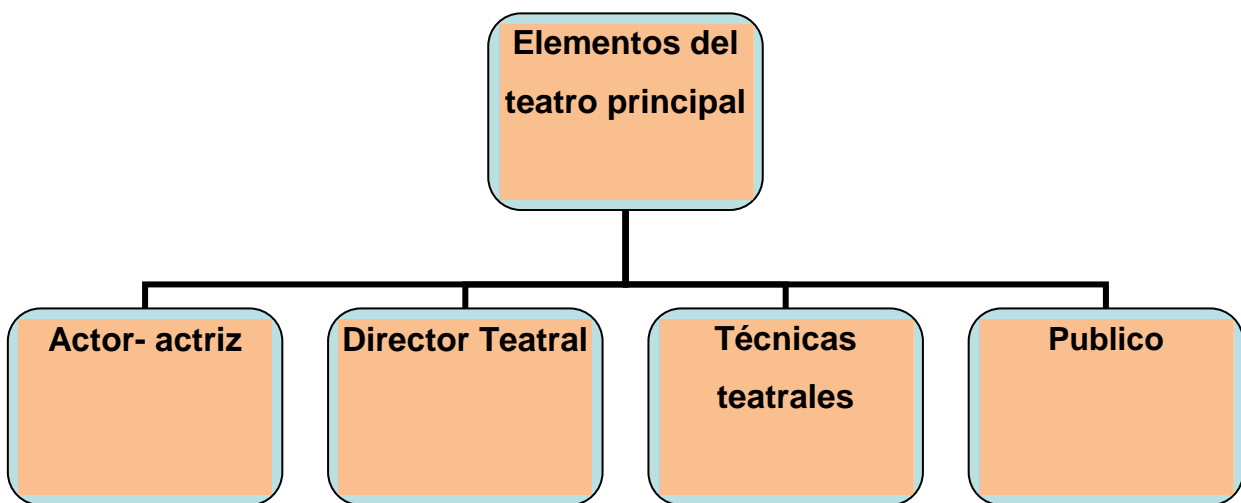 Elementos del
teatro principal
Actor- actriz
Director Teatral
Técnicas
teatrales
Publico